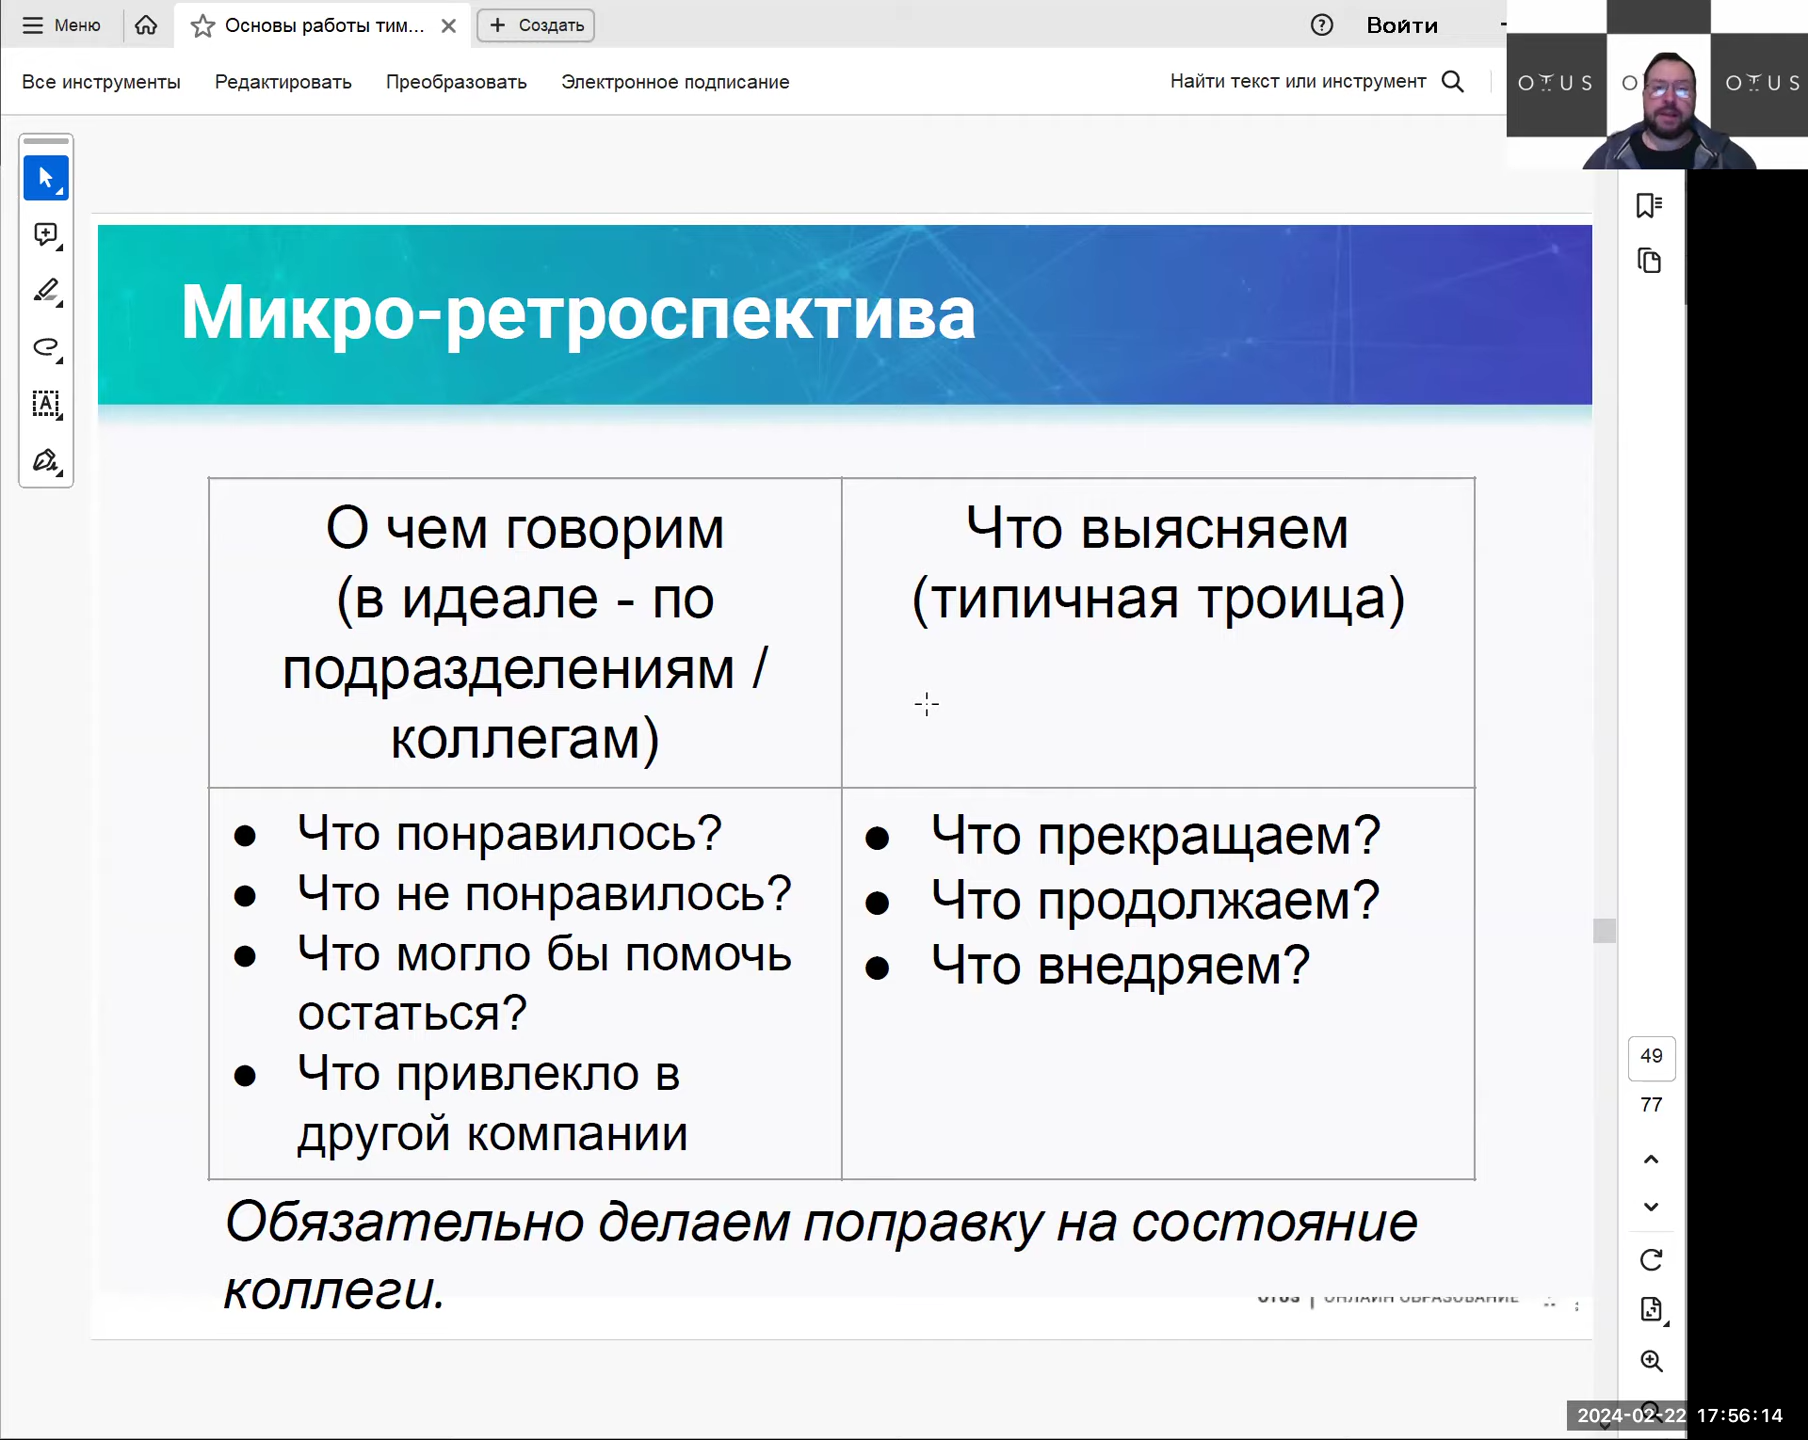 Меню
Основы работы тим...
Создать
Войти
Все инструменты
Редактировать
Преобразовать
Электронное подписание
Найти текст или инструмент
OTUS
OTUS
Микро-ретроспектива
О чем говорим
(в идеале - по
подразделениям /
коллегам)
Что выясняем
(типичная троица)
● Что понравилось?
● Что не понравилось?
● Что могло бы помочь
остаться?
● Что привлекло в
другой компании
● Что прекращаем?
● Что продолжаем?
● Что внедряем?
Обязательно делаем поправку на состояние
коллеги.
OTUS | ОНЛАЙН ОБРАЗОВАНИЕ
49
77
2024-02-22 17:56:14